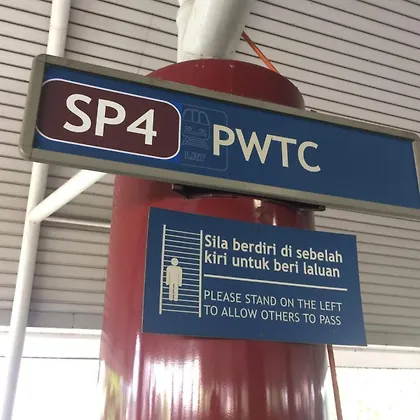 SP4
LRT
PWTC
Sila berdiri di sebelah
kiri untuk beri laluan
PLEASE STAND ON THE LEFT
TO ALLOW OTHERS TO PASS